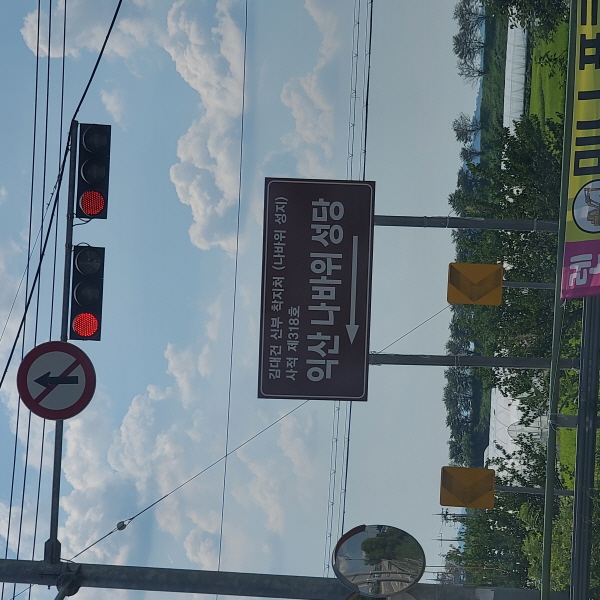 김대건 신부 착지처 (나바위 성지)
사적 제318호
익산 나바위 성당